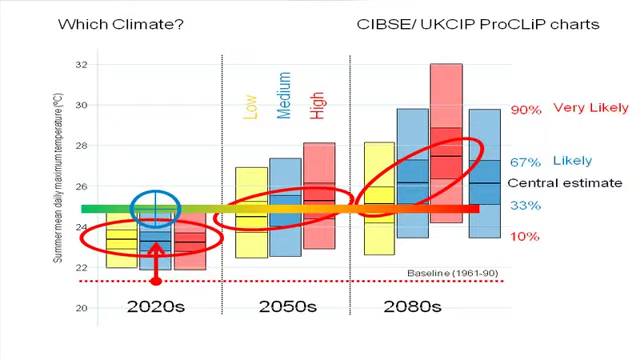 Which Climate?
CIBSE/ UKCIP ProCLiP charts
Summer mean daily maximum temperature (ºC)
32
30
28
26
24
22
20
Low
Medium
High
90% Very Likely
67% Likely
Central estimate
33%
10%
Baseline (1961-90)
2020s
2050s
2080s